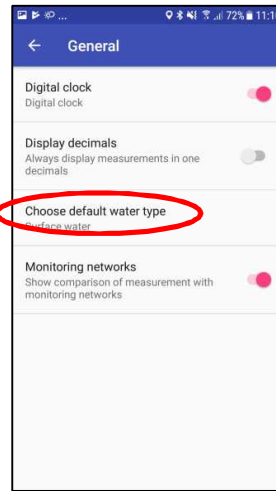 72% 11:10
General
Digital clock
Digital clock
Display decimals
Always display measurements in one
decimals
Choose default water type
Surface water
Monitoring networks
Show comparison of measurement with
monitoring networks